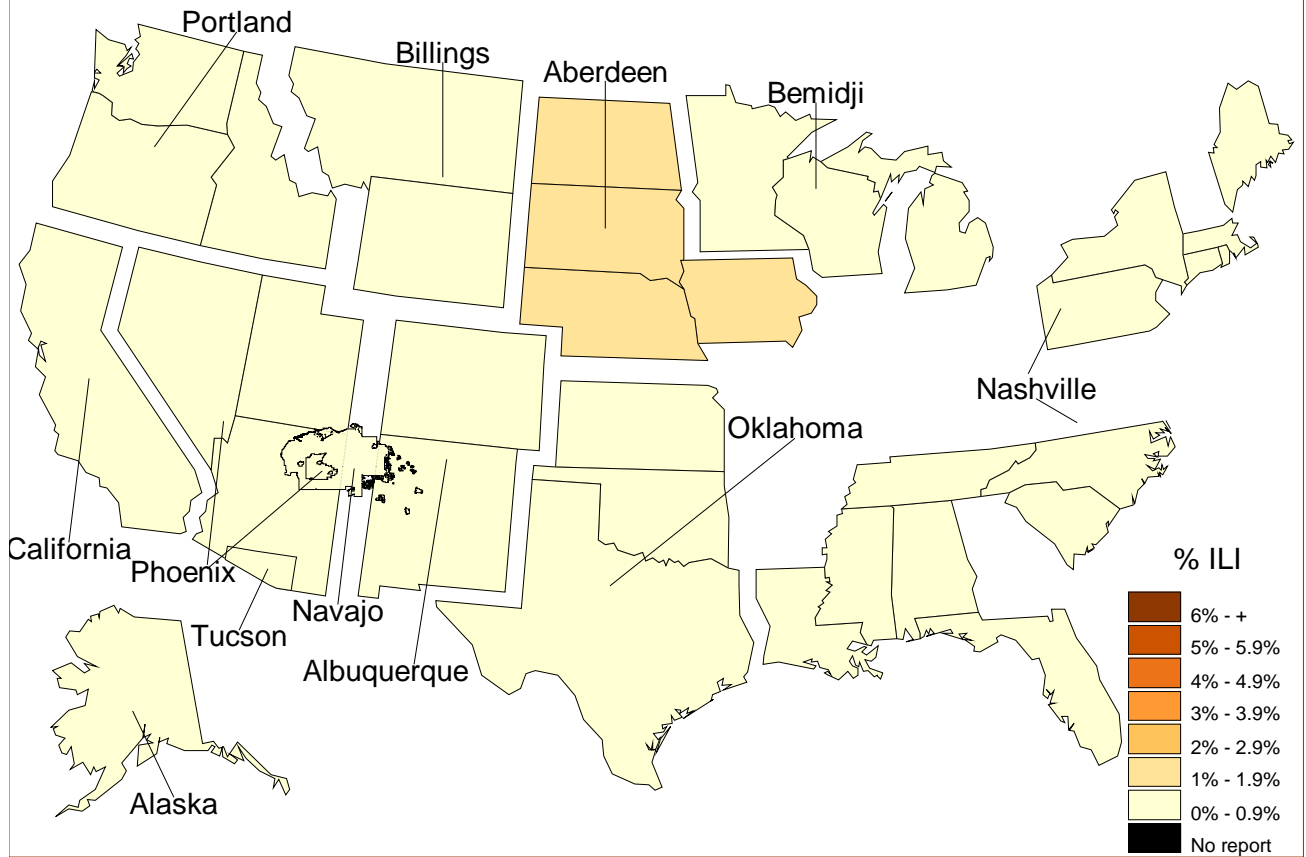 Portland
Billings
Aberdeen
Bemidji
Nashville
Oklahoma
California
Phoenix
Navajo
Tucson
Albuquerque
Alaska
% ILI
6% - +
5% - 5.9%
4% - 4.9%
3% - 3.9%
2% - 2.9%
1% - 1.9%
0% - 0.9%
No report